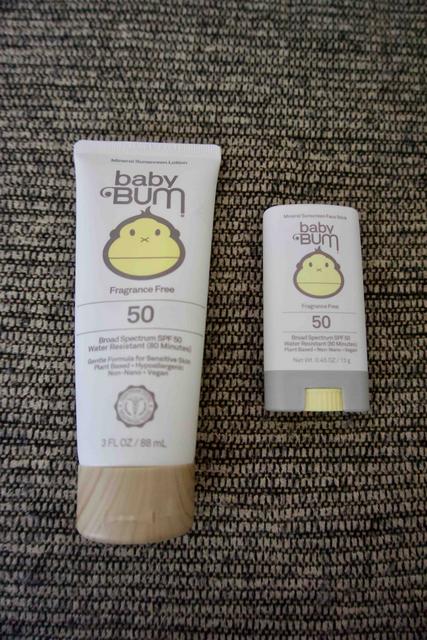 Mineral Sunscreen Lotion
baby
BUM
Fragrance Free
50
Broad Spectrum SPF 50
Water Resistant (80 Minutes)
Gentle Formula for Sensitive Skin
Plant Based • Hypoallergenic
Non-Nano • Vegan
3 FL OZ / 88 mL
Mineral Sunscreen Face Stick
baby
BUM
Fragrance Free
50
Broad Spectrum SPF 50
Water Resistant (80 Minutes)
Plant Based • Non-Nano • Vegan
Net Wt. 0.45 OZ / 13 g